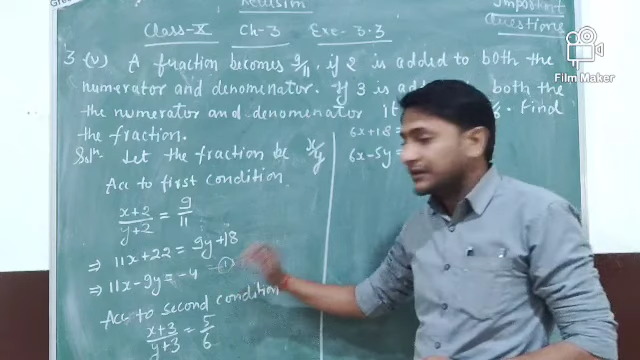 Revision
Important
Questions
Class-X Ch-3 Exe-3.3
3 (v) A fraction becomes 9/11, if 2 is added to both the
numerator and denominator. If 3 is added to both the
the numerator and denominator it
6. Find
the fraction.
Soln. Let the fraction be x/y
Acc to first condition
x+2/y+2 = 9/11
⇒ 11x+22 = 9y+18
⇒ 11x-9y = -4 -①
Acc to second condition
x+3/y+3 = 5/6
6x+18 =
6x-5y =
Film Maker